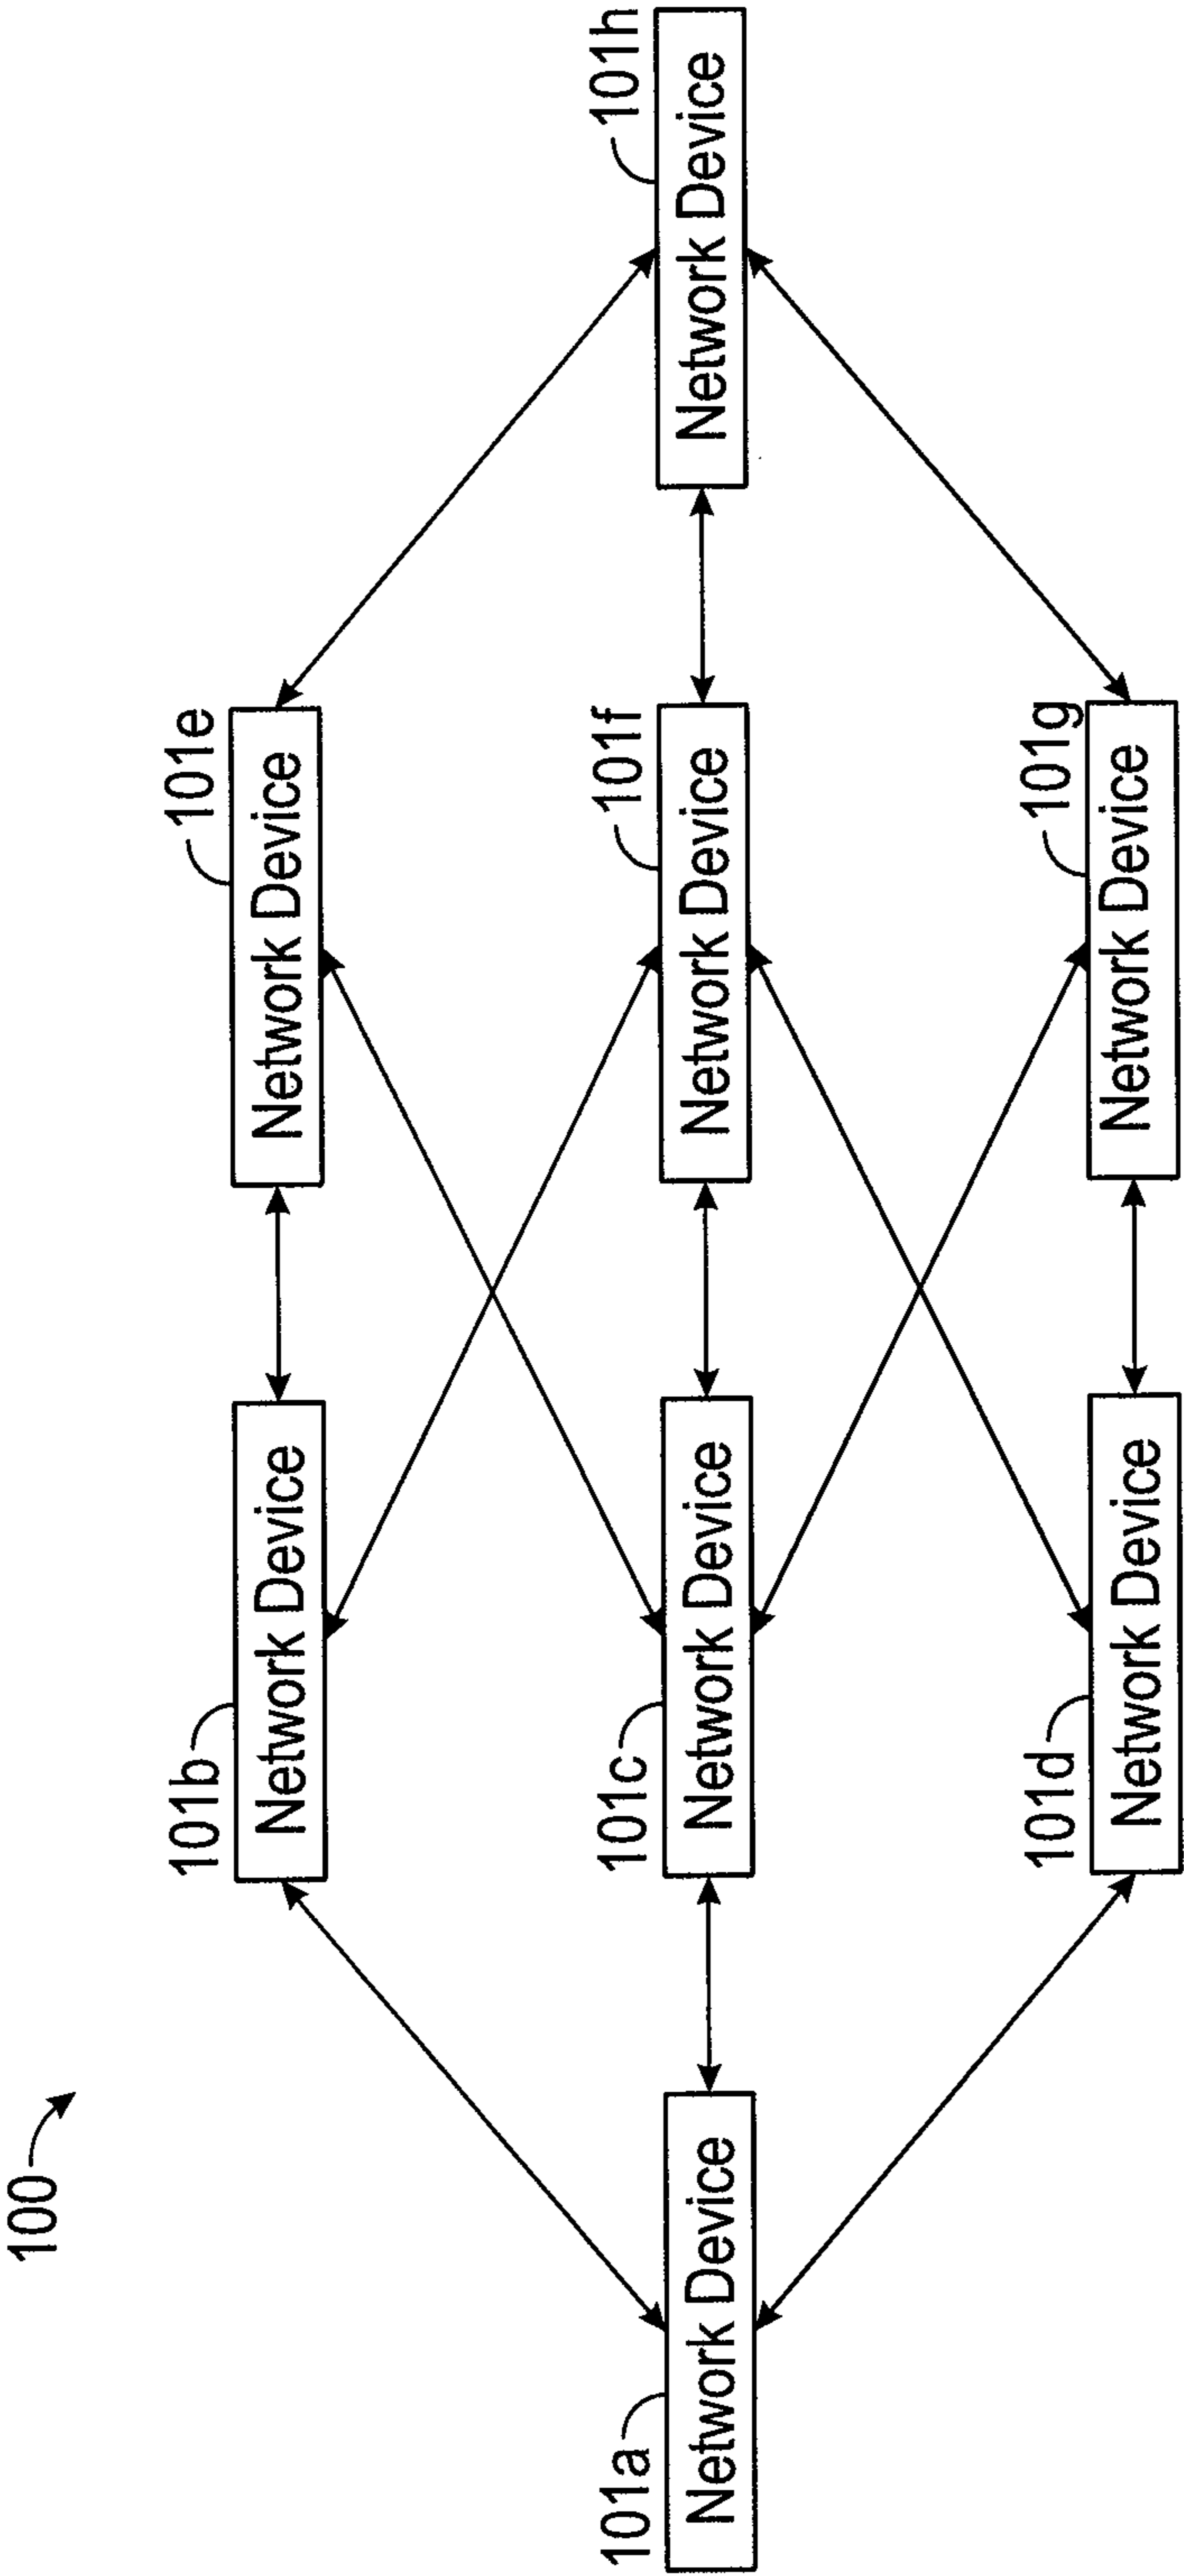 100
101b
Network Device
101e
Network Device
101a
Network Device
101c
Network Device
101f
Network Device
101h
Network Device
101d
Network Device
101g
Network Device